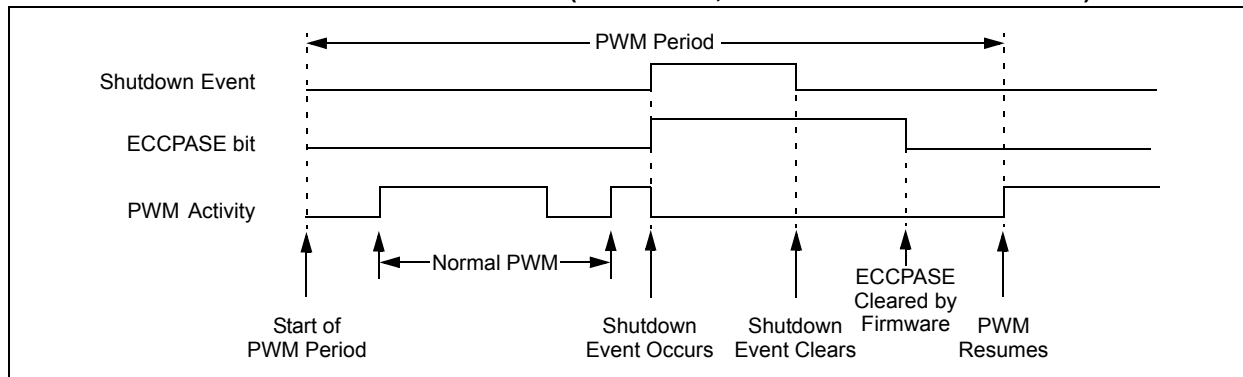 PWM Period
Shutdown Event
ECCPASE bit
PWM Activity
Normal PWM
Start of
PWM Period
Shutdown
Event Occurs
Shutdown
Event Clears
ECCPASE
Cleared by
Firmware
PWM
Resumes